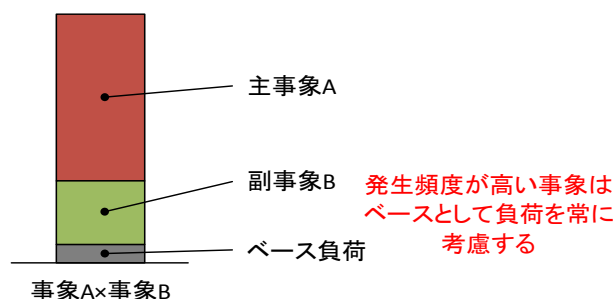 主事象A
副事象B
ベース負荷
発生頻度が高い事象は
ベースとして負荷を常に
考慮する
事象A×事象B